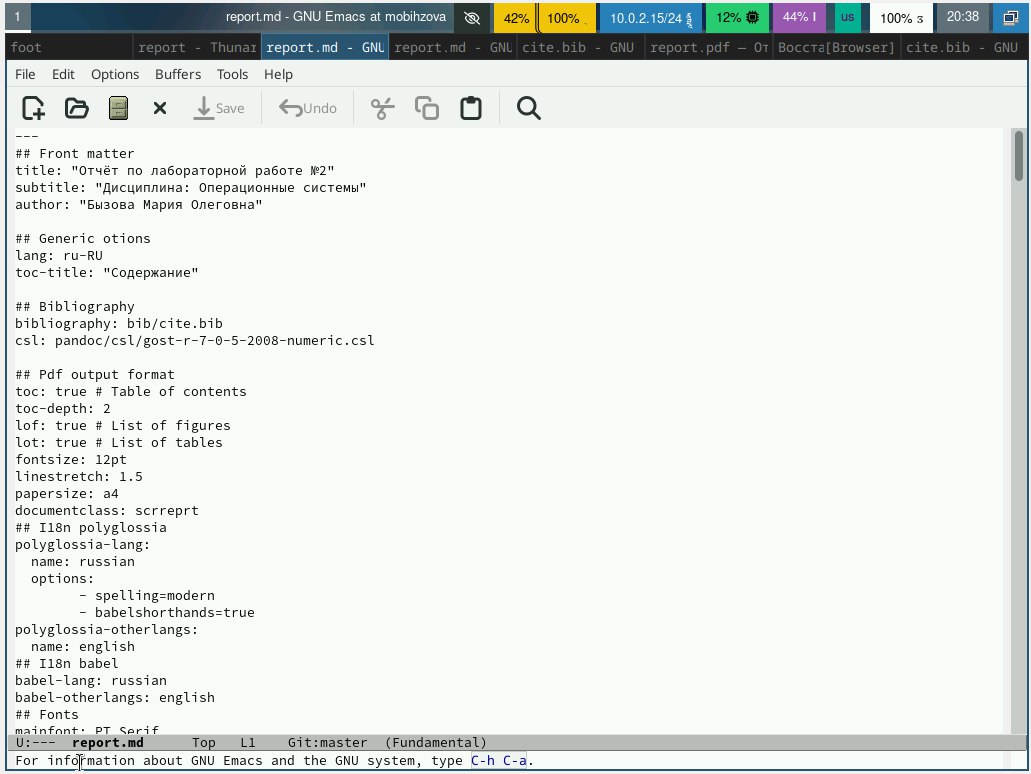 1 report.md - GNU Emacs at mobihzova 42% 100% 10.0.2.15/24 12% 44% us 100% 20:38
foot report - Thunar report.md - GNU report.md - GNU cite.bib - GNU report.pdf — От Восста[Browser] cite.bib - GNU
File Edit Options Buffers Tools Help
Save Undo
---
## Front matter
title: "Отчёт по лабораторной работе №2"
subtitle: "Дисциплина: Операционные системы"
author: "Бызова Мария Олеговна"
## Generic otions
lang: ru-RU
toc-title: "Содержание"
## Bibliography
bibliography: bib/cite.bib
csl: pandoc/csl/gost-r-7-0-5-2008-numeric.csl
## Pdf output format
toc: true # Table of contents
toc-depth: 2
lof: true # List of figures
lot: true # List of tables
fontsize: 12pt
linestretch: 1.5
papersize: a4
documentclass: scrreprt
## I18n polyglossia
polyglossia-lang:
name: russian
options:
- spelling=modern
- babelshorthands=true
polyglossia-otherlangs:
name: english
## I18n babel
babel-lang: russian
babel-otherlangs: english
## Fonts
mainfont: PT Serif
U:--- report.md Top L1 Git:master (Fundamental)
For information about GNU Emacs and the GNU system, type C-h C-a.